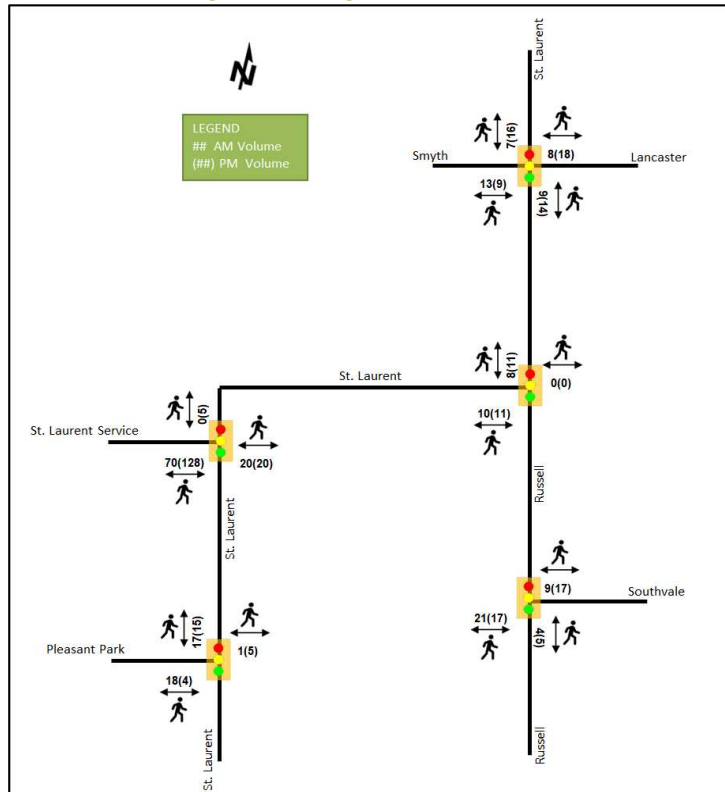 St. Laurent
LEGEND
## AM Volume
(##) PM Volume
7(16)
8(18)
Smyth
Lancaster
13(9)
9(14)
St. Laurent
8(11)
0(0)
10(11)
0(5)
St. Laurent Service
70(128)
20(20)
Russell
St. Laurent
9(17)
Southvale
21(17)
4(5)
17(15)
Pleasant Park
1(5)
18(4)
St. Laurent
Russell